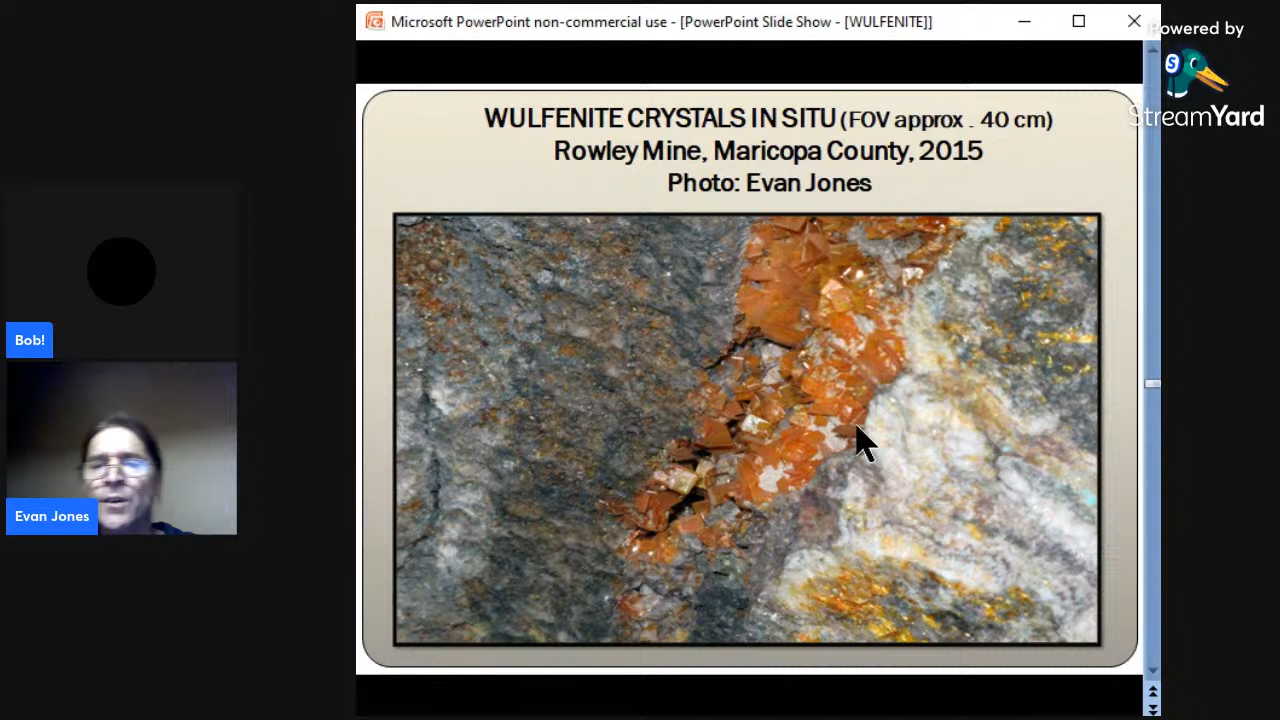 Microsoft PowerPoint non-commercial use - [PowerPoint Slide Show - [WULFENITE]]
Powered by
S
StreamYard
WULFENITE CRYSTALS IN SITU (FOV approx . 40 cm)
Rowley Mine, Maricopa County, 2015
Photo: Evan Jones
Bob!
Evan Jones